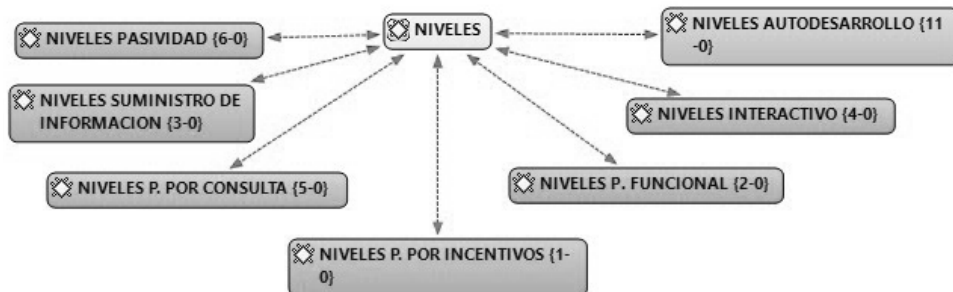 NIVELES
NIVELES AUTODESARROLLO {11
-0}
NIVELES PASIVIDAD {6-0}
NIVELES SUMINISTRO DE
INFORMACION {3-0}
NIVELES INTERACTIVO {4-0}
NIVELES P. POR CONSULTA {5-0}
NIVELES P. FUNCIONAL {2-0}
NIVELES P. POR INCENTIVOS {1-
0}